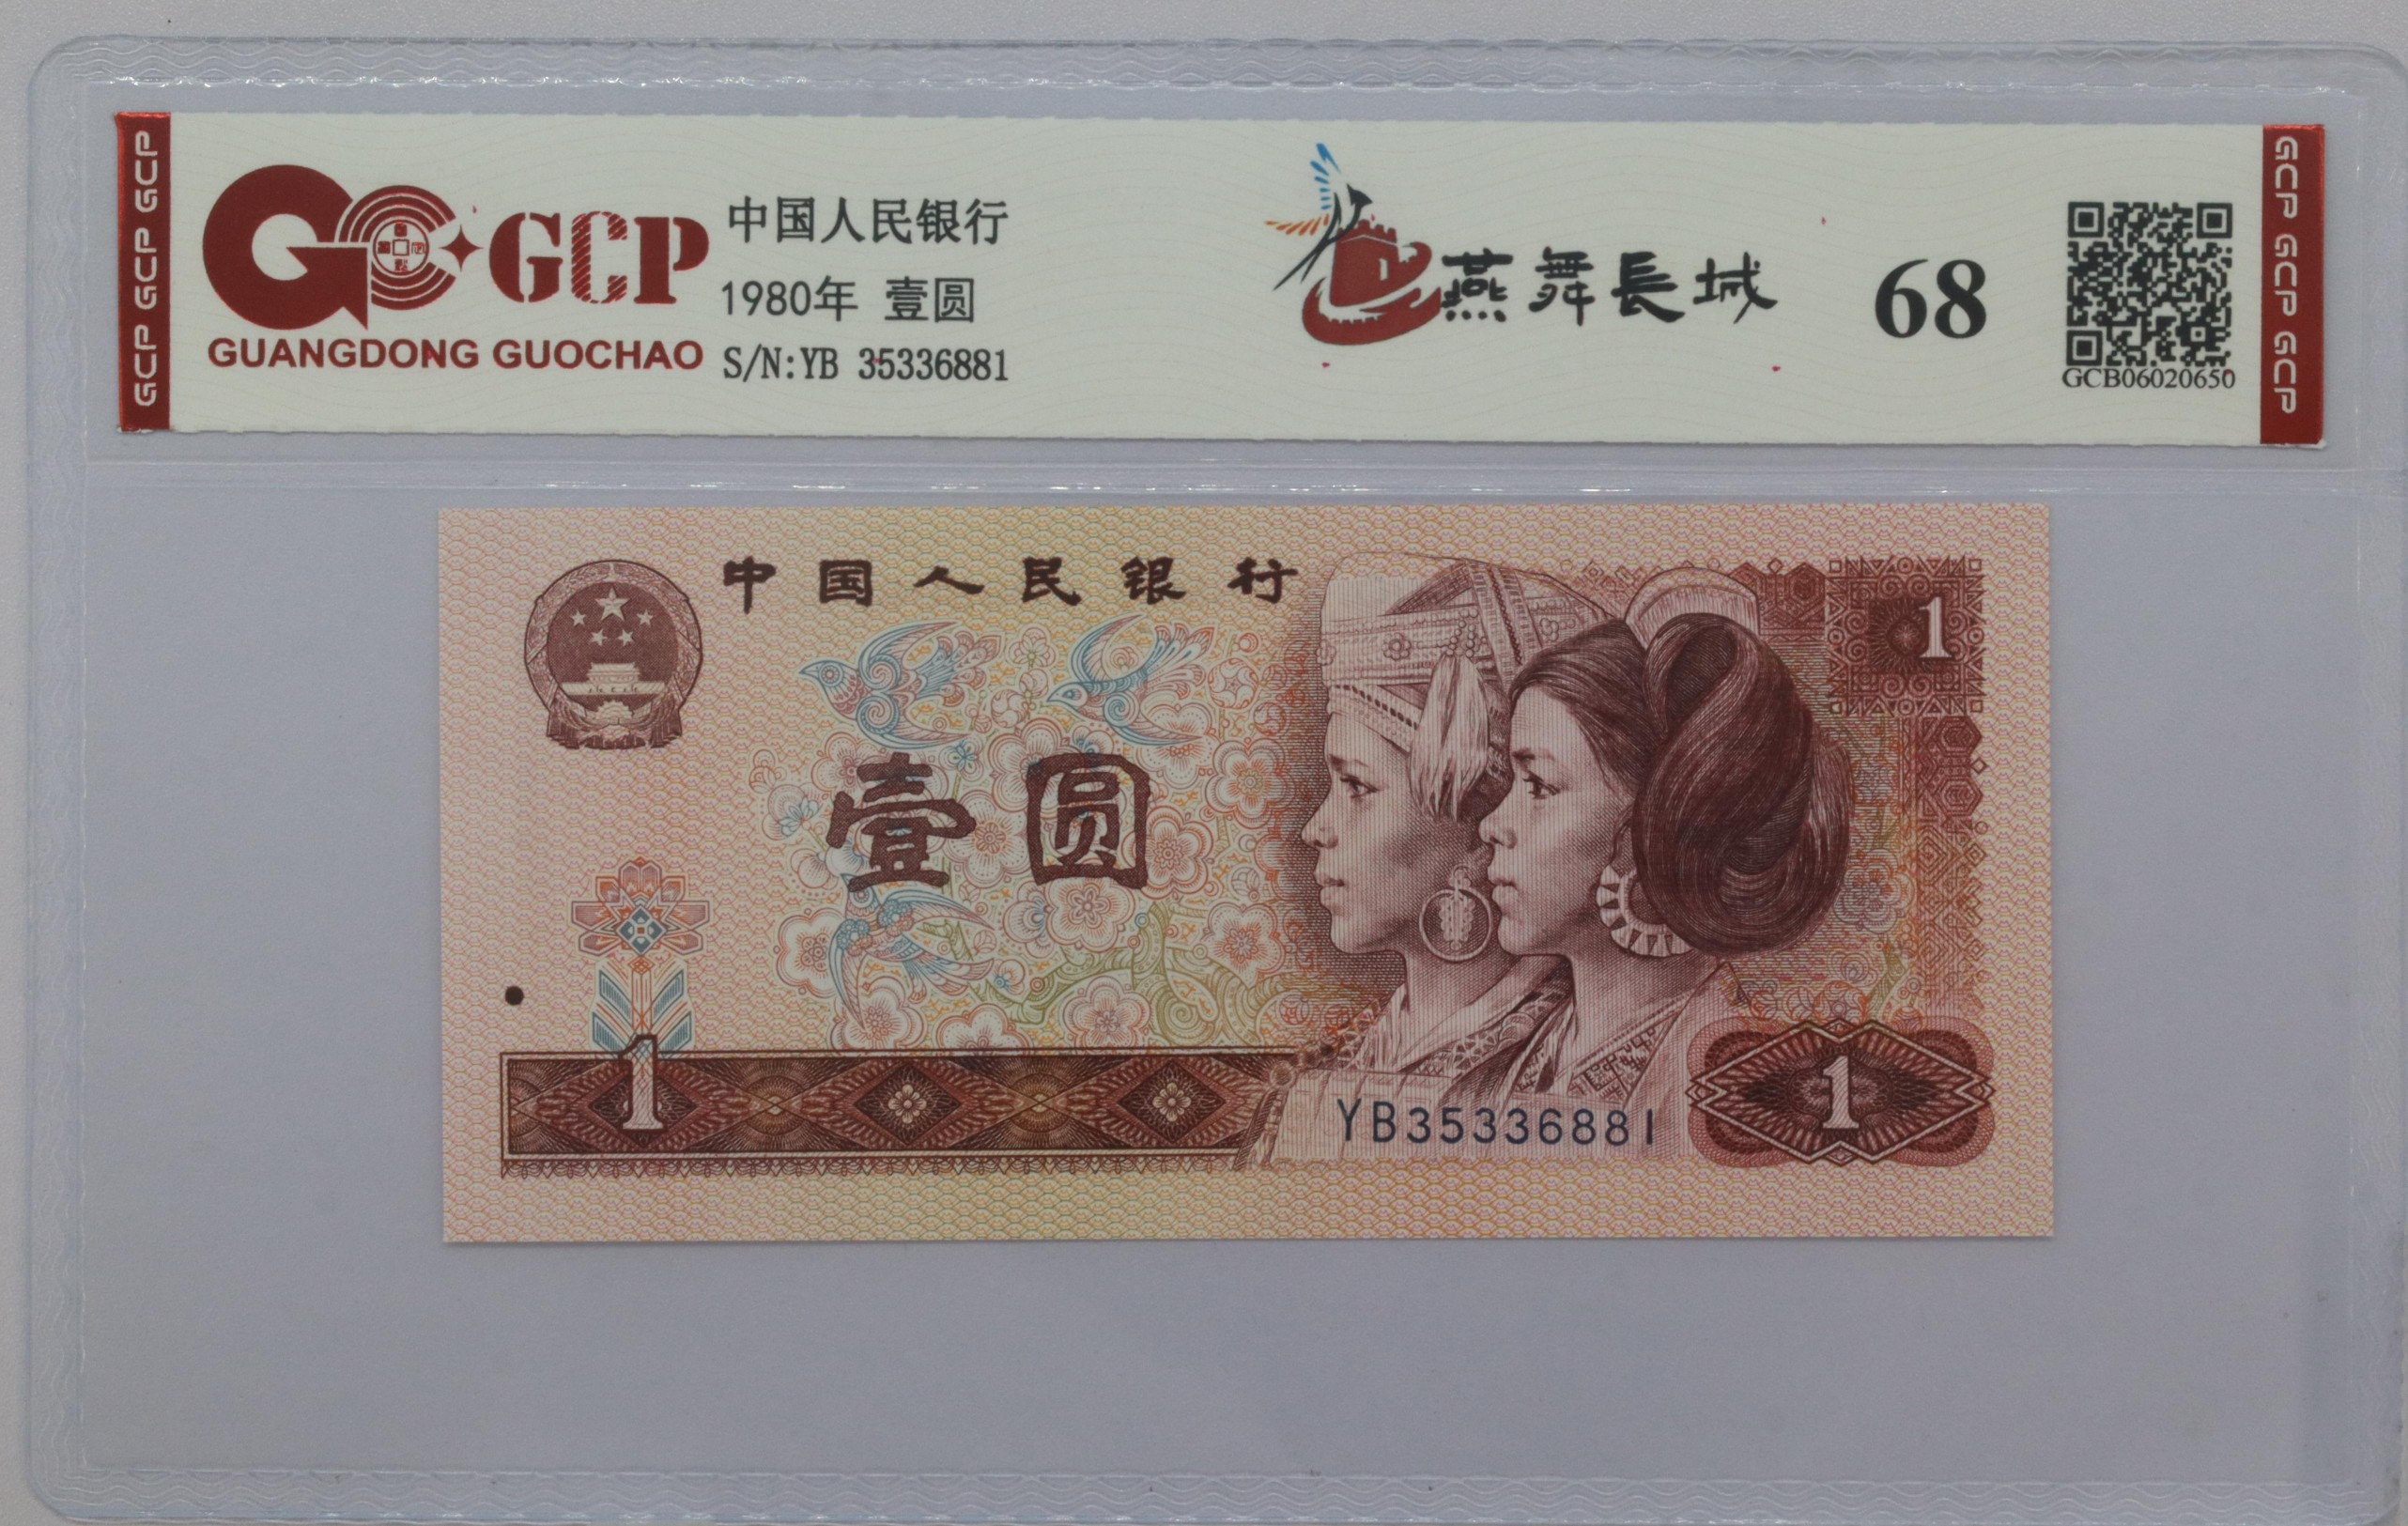 GCP GCP GCP
GCP
GUANGDONG GUOCHAO
中国人民银行
1980年 壹圆
S/N:YB 35336881
燕舞長城
68
GCB06020650
GCP GCP GCP
中国人民银行
1
壹圆
1
YB35336881
1